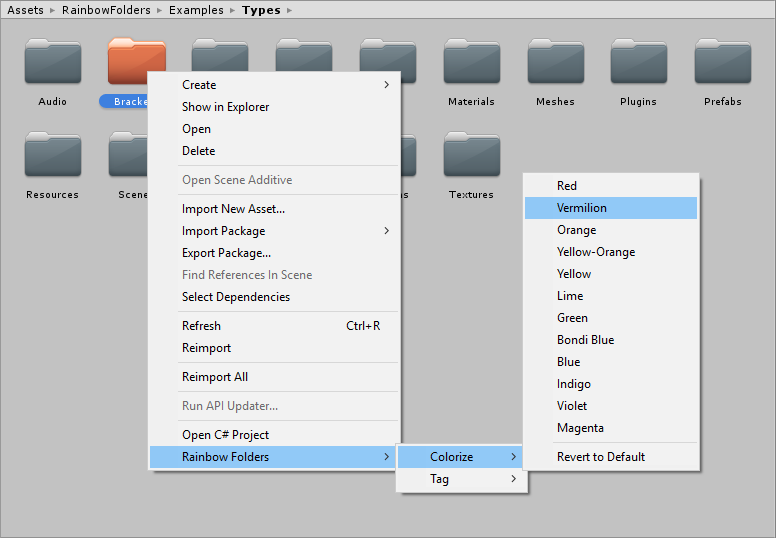 Assets ▸ RainbowFolders ▸ Examples ▸ Types ▸
Audio
Materials
Meshes
Plugins
Prefabs
Resources
Textures
Create
Show in Explorer
Open
Delete
Open Scene Additive
Import New Asset...
Import Package
Export Package...
Find References In Scene
Select Dependencies
Refresh Ctrl+R
Reimport
Reimport All
Run API Updater...
Open C# Project
Rainbow Folders
Colorize
Tag
Red
Vermilion
Orange
Yellow-Orange
Yellow
Lime
Green
Bondi Blue
Blue
Indigo
Violet
Magenta
Revert to Default